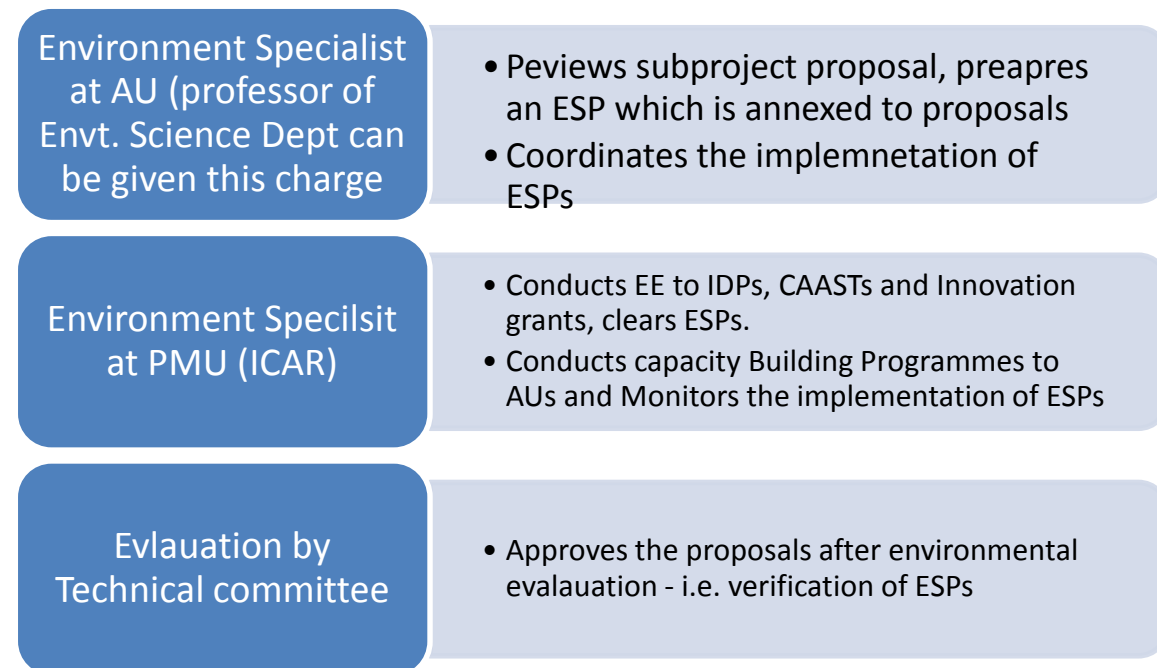 Environment Specialist
at AU (professor of
Envt. Science Dept can
be given this charge
• Peviews subproject proposal, preapres
an ESP which is annexed to proposals
• Coordinates the implemnetation of
ESPs
Environment Specilsit
at PMU (ICAR)
• Conducts EE to IDPs, CAASTs and Innovation
grants, clears ESPs.
• Conducts capacity Building Programmes to
AUs and Monitors the implementation of ESPs
Evlauation by
Technical committee
• Approves the proposals after environmental
evalauation - i.e. verification of ESPs